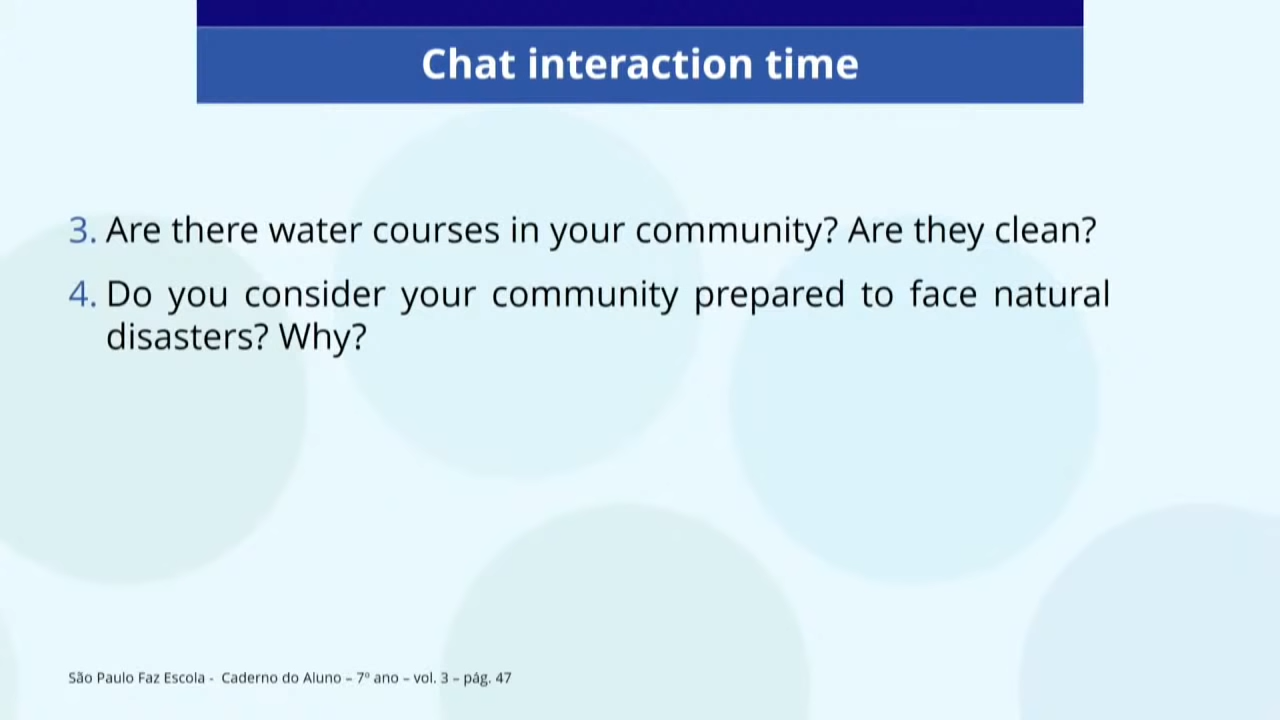 Chat interaction time
3. Are there water courses in your community? Are they clean?
4. Do you consider your community prepared to face natural
disasters? Why?
São Paulo Faz Escola - Caderno do Aluno – 7º ano – vol. 3 – pág. 47